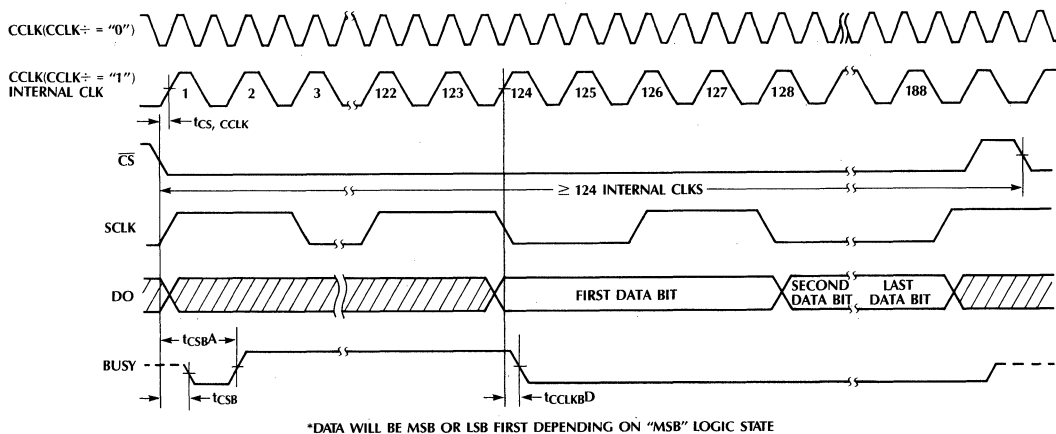 CCLK(CCLK÷ = “0”)
CCLK(CCLK÷ = “1”)
INTERNAL CLK
1 2 3 122 123 124 125 126 127 128 188
tCS, CCLK
CS
≥ 124 INTERNAL CLKS
SCLK
DO
FIRST DATA BIT
SECOND DATA BIT
LAST DATA BIT
tCSBA
BUSY
tCSB
tCCLKBD
*DATA WILL BE MSB OR LSB FIRST DEPENDING ON “MSB” LOGIC STATE